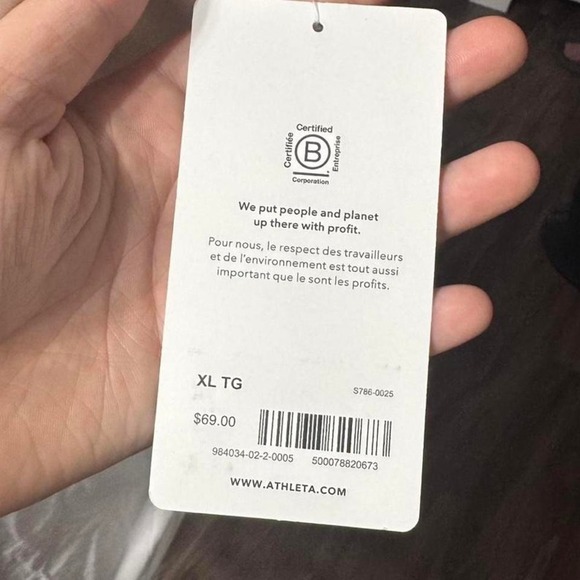 Certified
Certifiée
B
Entreprise
Corporation
We put people and planet
up there with profit.
Pour nous, le respect des travailleurs
et de l'environnement est tout aussi
important que le sont les profits.
XL TG
S786-0025
$69.00
984034-02-2-0005 500078820673
WWW.ATHLETA.COM